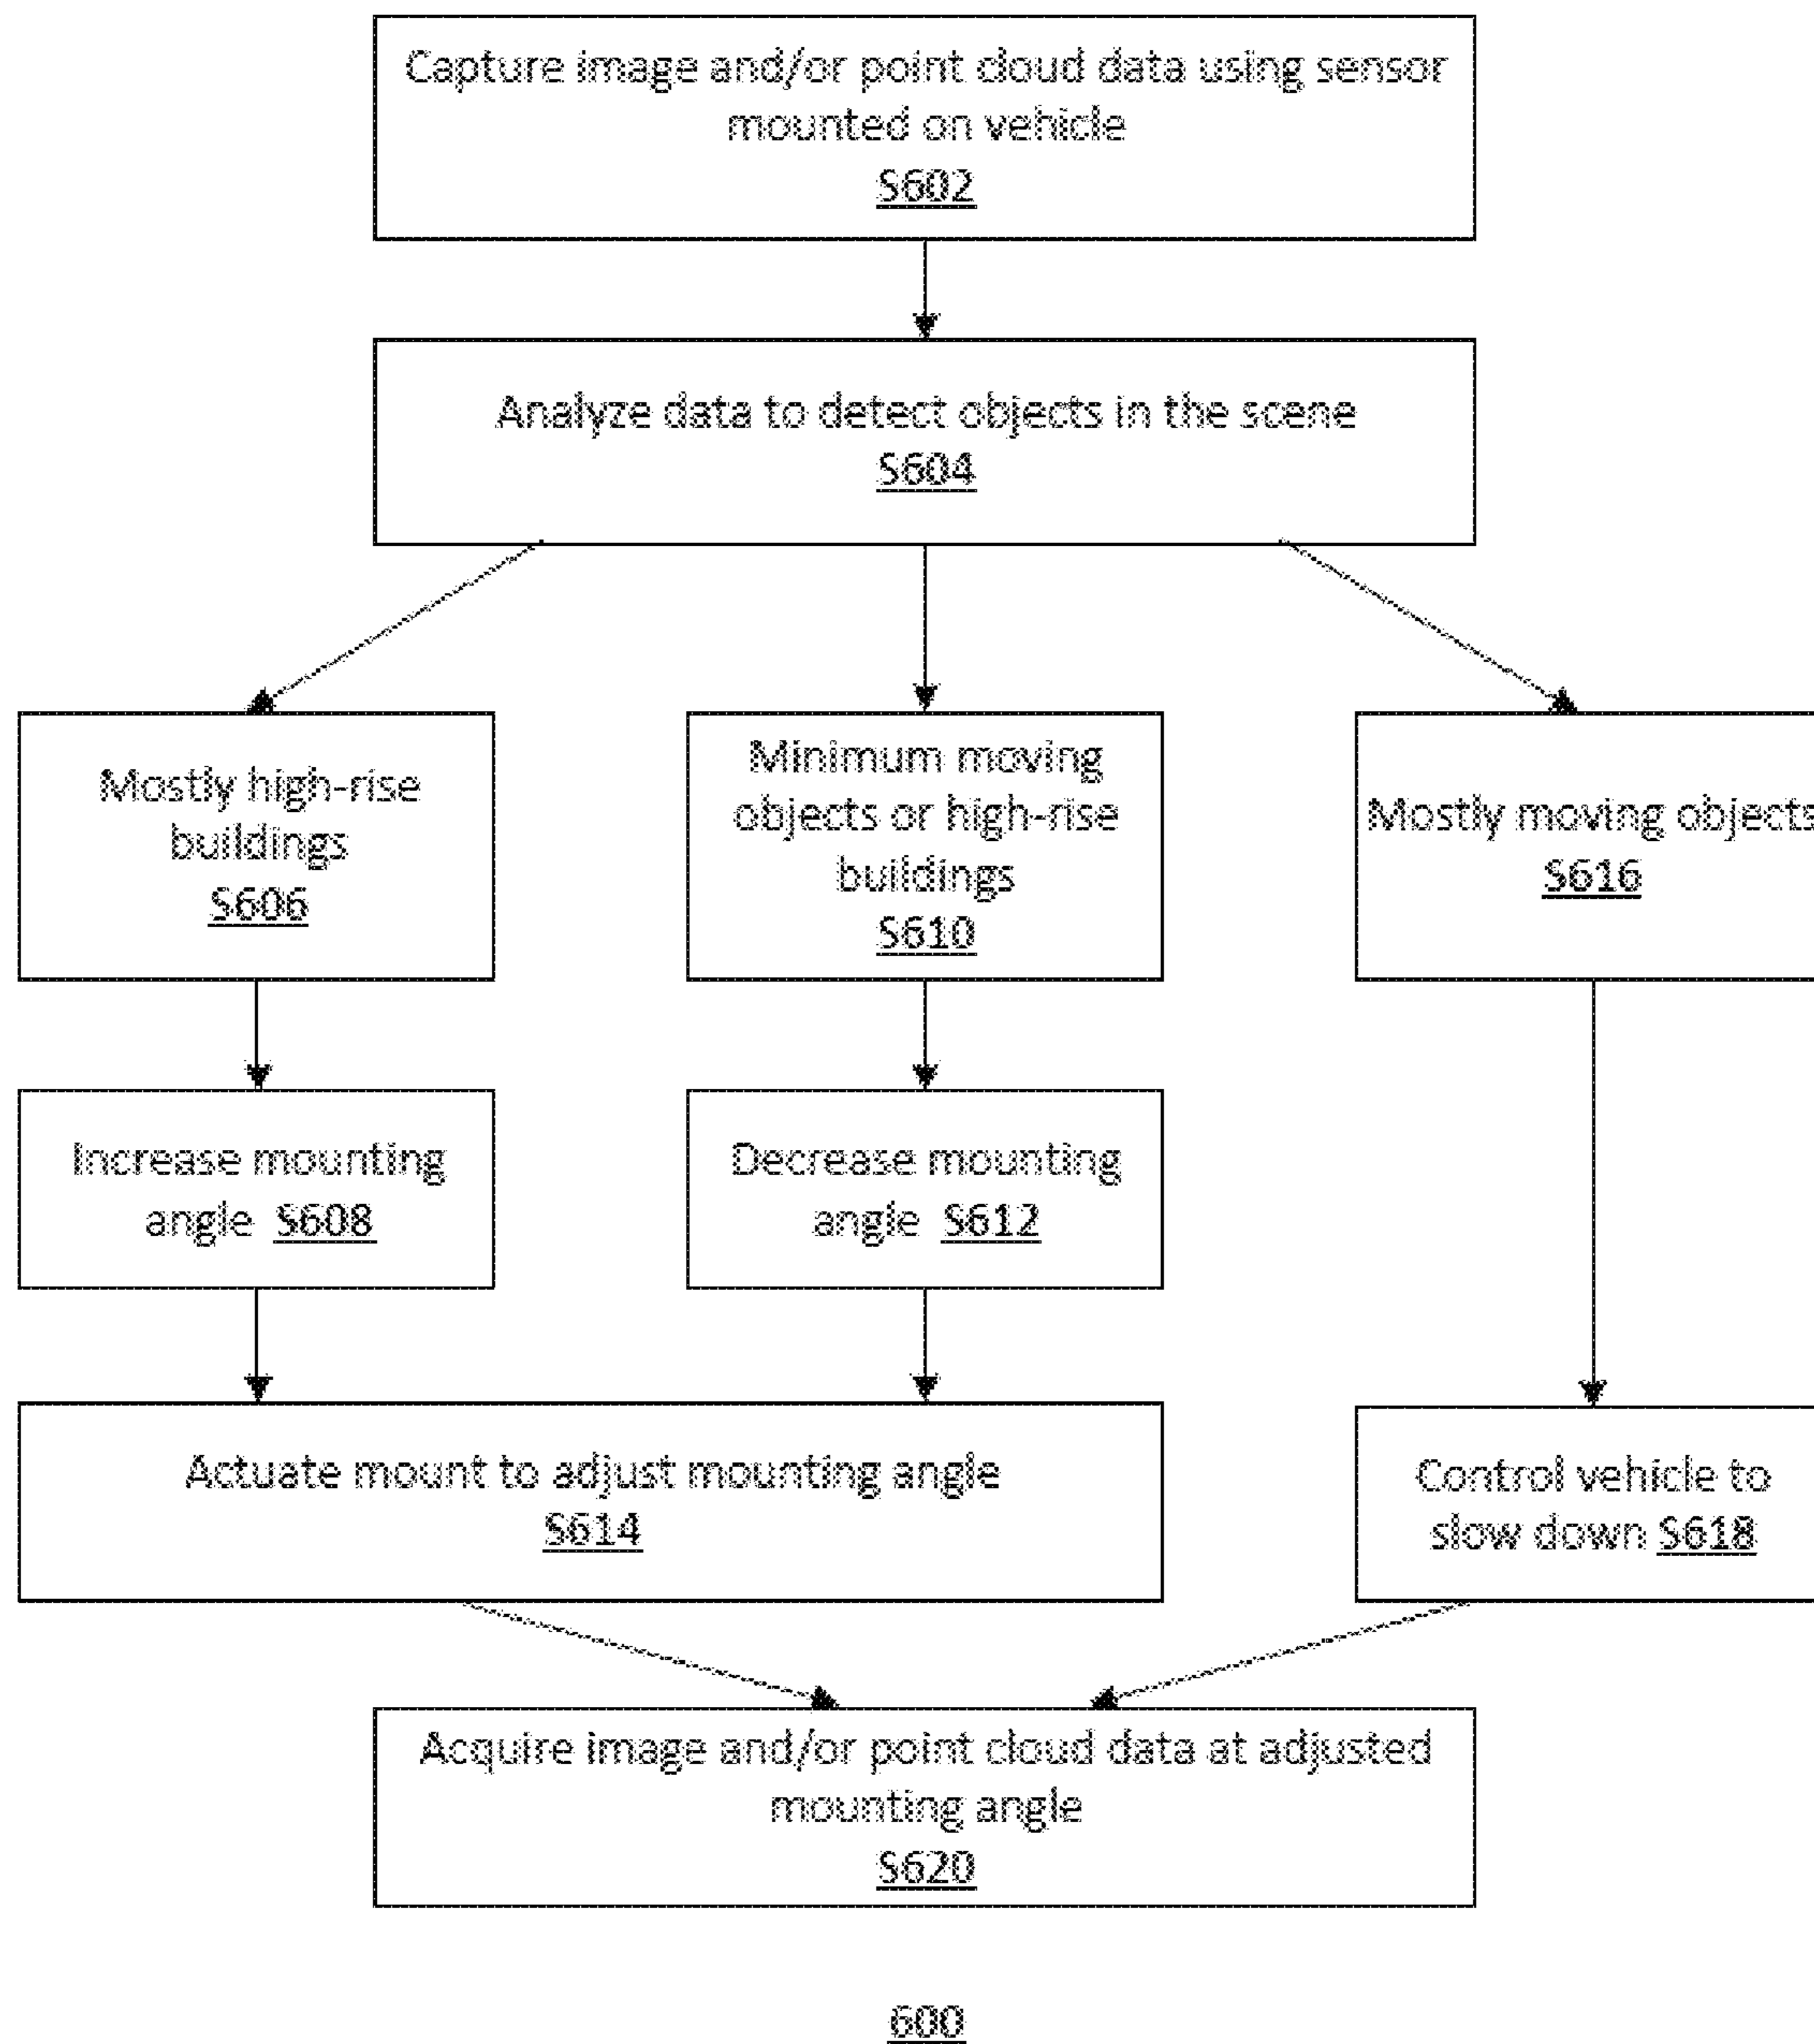 Capture image and/or point cloud data using sensor
mounted on vehicle
S602
Analyze data to detect objects in the scene
S604
Mostly high-rise
buildings
S606
Minimum moving
objects or high-rise
buildings
S610
Mostly moving objects
S616
Increase mounting
angle S608
Decrease mounting
angle S612
Actuate mount to adjust mounting angle
S614
Control vehicle to
slow down S618
Acquire image and/or point cloud data at adjusted
mounting angle
S620
600